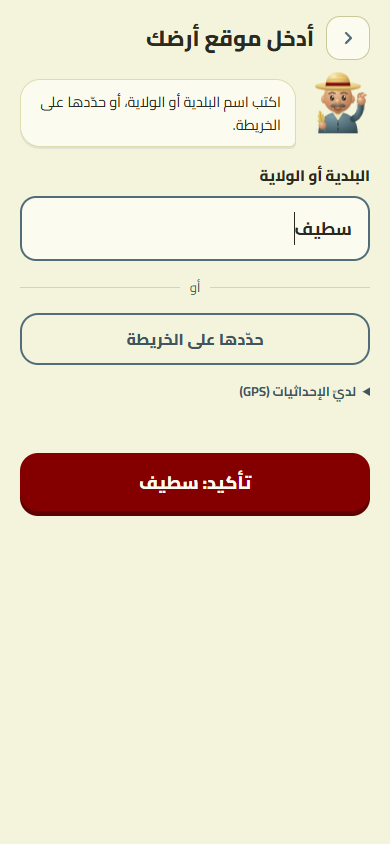 أدخل موقع أرضك
اكتب اسم البلدية أو الولاية، أو حدّدها على
الخريطة.
البلدية أو الولاية
سطيف
أو
حدّدها على الخريطة
لديّ الإحداثيات (GPS)
تأكيد: سطيف